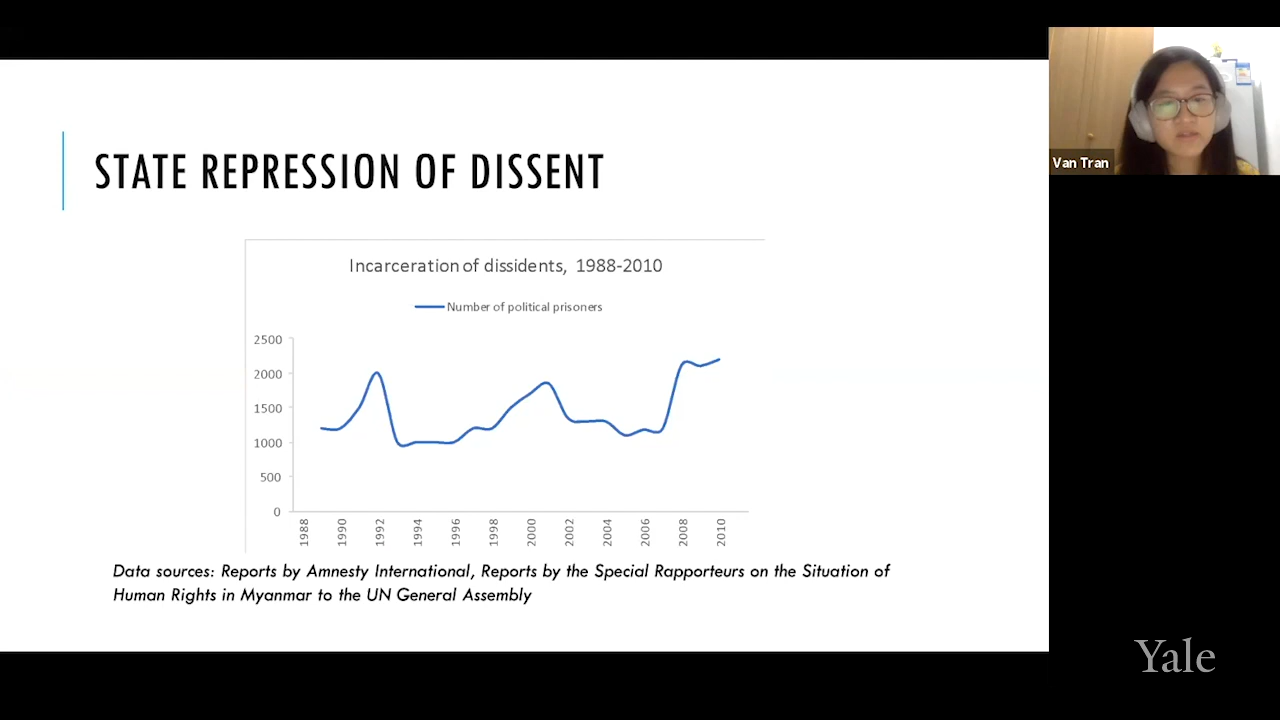 STATE REPRESSION OF DISSENT
Incarceration of dissidents, 1988-2010
Number of political prisoners
2500
2000
1500
1000
500
0
1988
1990
1992
1994
1996
1998
2000
2002
2004
2006
2008
2010
Data sources: Reports by Amnesty International, Reports by the Special Rapporteurs on the Situation of
Human Rights in Myanmar to the UN General Assembly
Van Tran
Yale